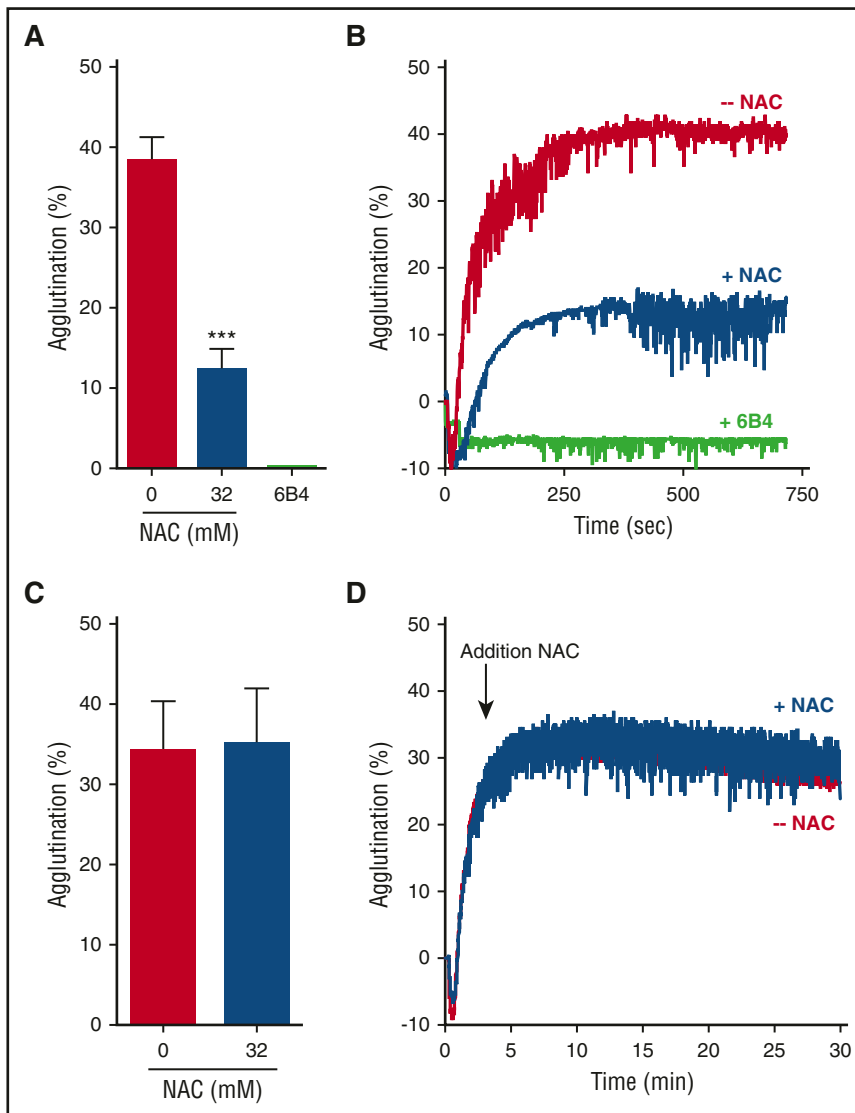 A
50
40
30
20
10
0
Agglutination (%)
***
0
32
6B4
NAC (mM)
B
50
40
30
20
10
0
-10
Agglutination (%)
-- NAC
+ NAC
+ 6B4
0
250
500
750
Time (sec)
C
50
40
30
20
10
0
Agglutination (%)
0
32
NAC (mM)
D
50
40
30
20
10
0
-10
Agglutination (%)
Addition NAC
+ NAC
-- NAC
0
5
10
15
20
25
30
Time (min)